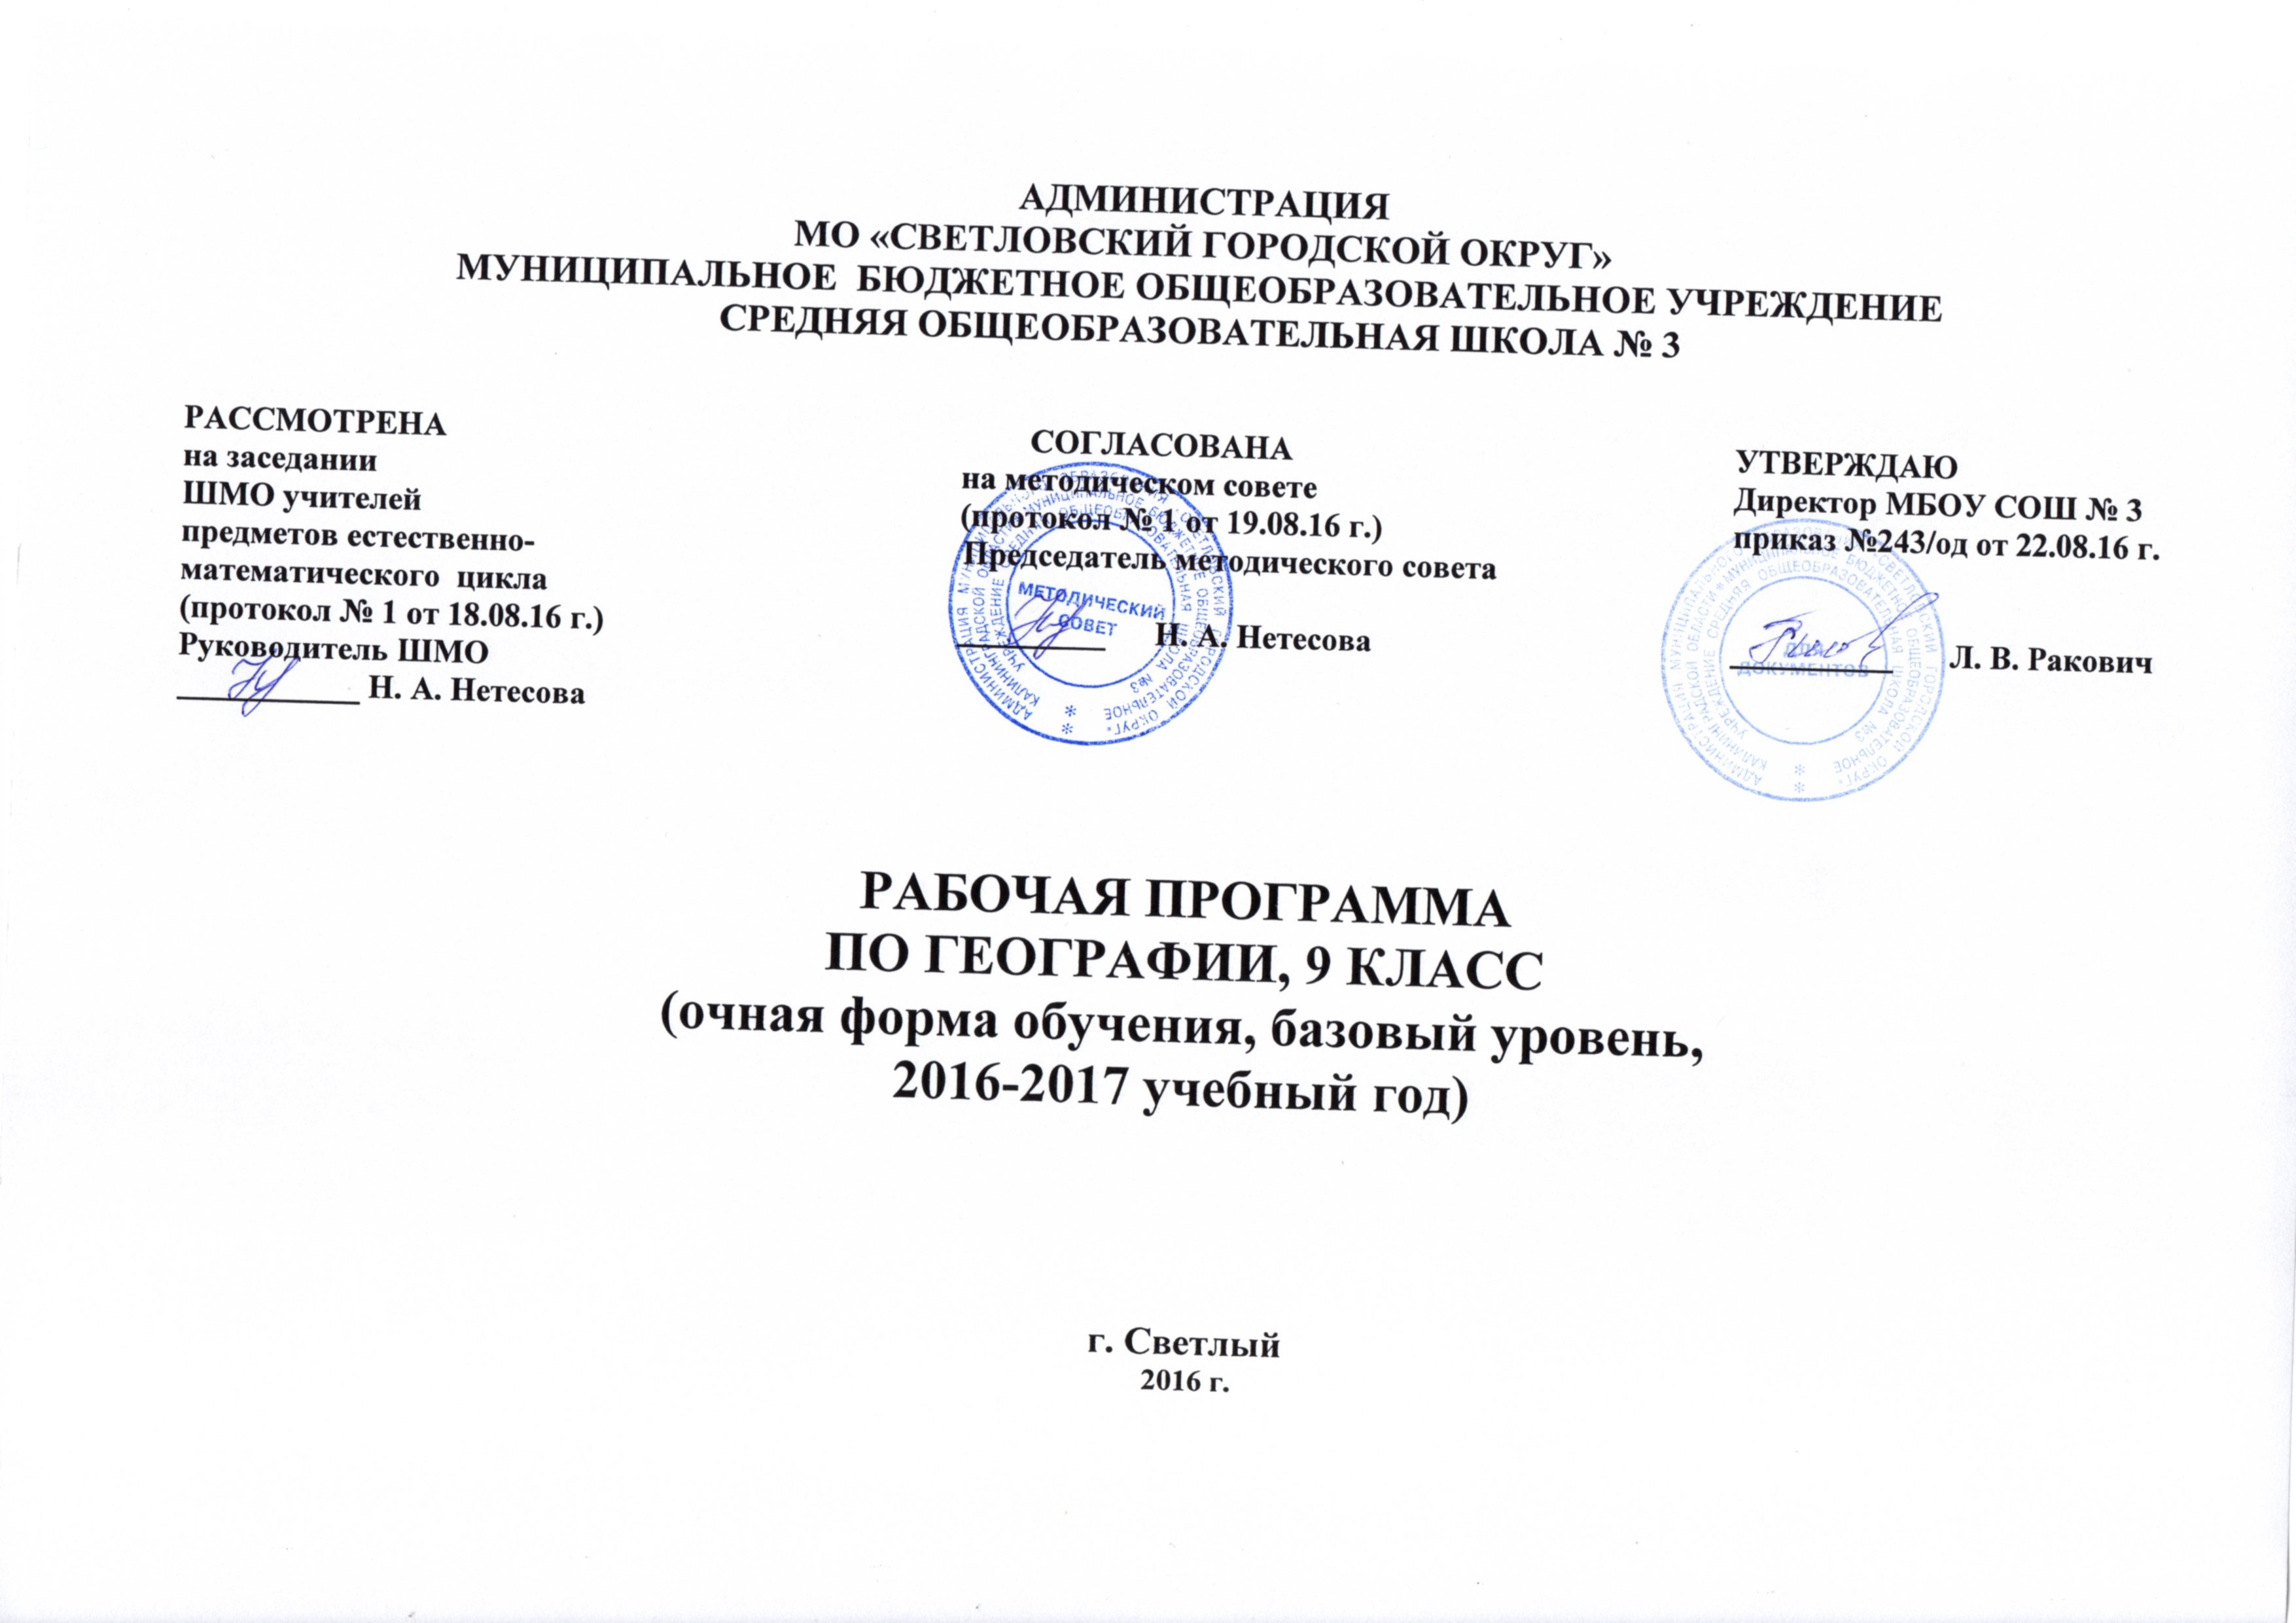 АДМИНИСТРАЦИЯ
МО «СВЕТЛОВСКИЙ ГОРОДСКОЙ ОКРУГ»
МУНИЦИПАЛЬНОЕ БЮДЖЕТНОЕ ОБЩЕОБРАЗОВАТЕЛЬНОЕ УЧРЕЖДЕНИЕ
СРЕДНЯЯ ОБЩЕОБРАЗОВАТЕЛЬНАЯ ШКОЛА № 3
РАССМОТРЕНА
на заседании
ШМО учителей
предметов естественно-
математического цикла
(протокол № 1 от 18.08.16 г.)
Руководитель ШМО
Н. А. Нетесова
СОГЛАСОВАНА
на методическом совете
(протокол № 1 от 19.08.16 г.)
Председатель методического совета
Н. А. Нетесова
МЕТОДИЧЕСКИЙ
СОВЕТ
УТВЕРЖДАЮ
Директор МБОУ СОШ № 3
приказ №243/од от 22.08.16 г.
Л. В. Ракович
ДОКУМЕНТОВ
РАБОЧАЯ ПРОГРАММА
ПО ГЕОГРАФИИ, 9 КЛАСС
(очная форма обучения, базовый уровень,
2016-2017 учебный год)
г. Светлый
2016 г.